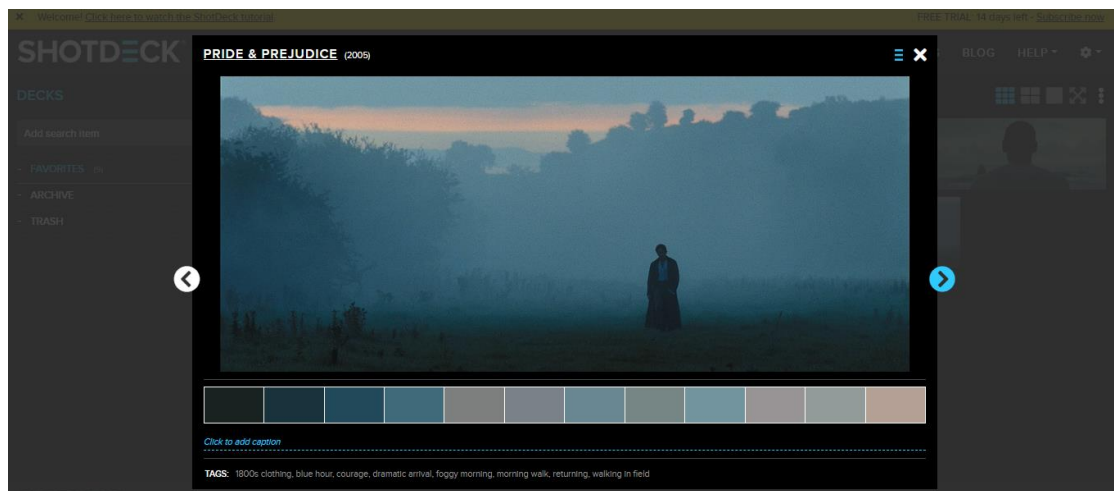 × Welcome! Click here to watch the ShotDeck tutorial.
FREE TRIAL: 14 days left - Subscribe now
SHOTDECK
BLOG HELP
PRIDE & PREJUDICE (2005)
DECKS
Add search item
- FAVORITES
- ARCHIVE
- TRASH
Click to add caption
TAGS: 1800s clothing, blue hour, courage, dramatic arrival, foggy morning, morning walk, returning, walking in field